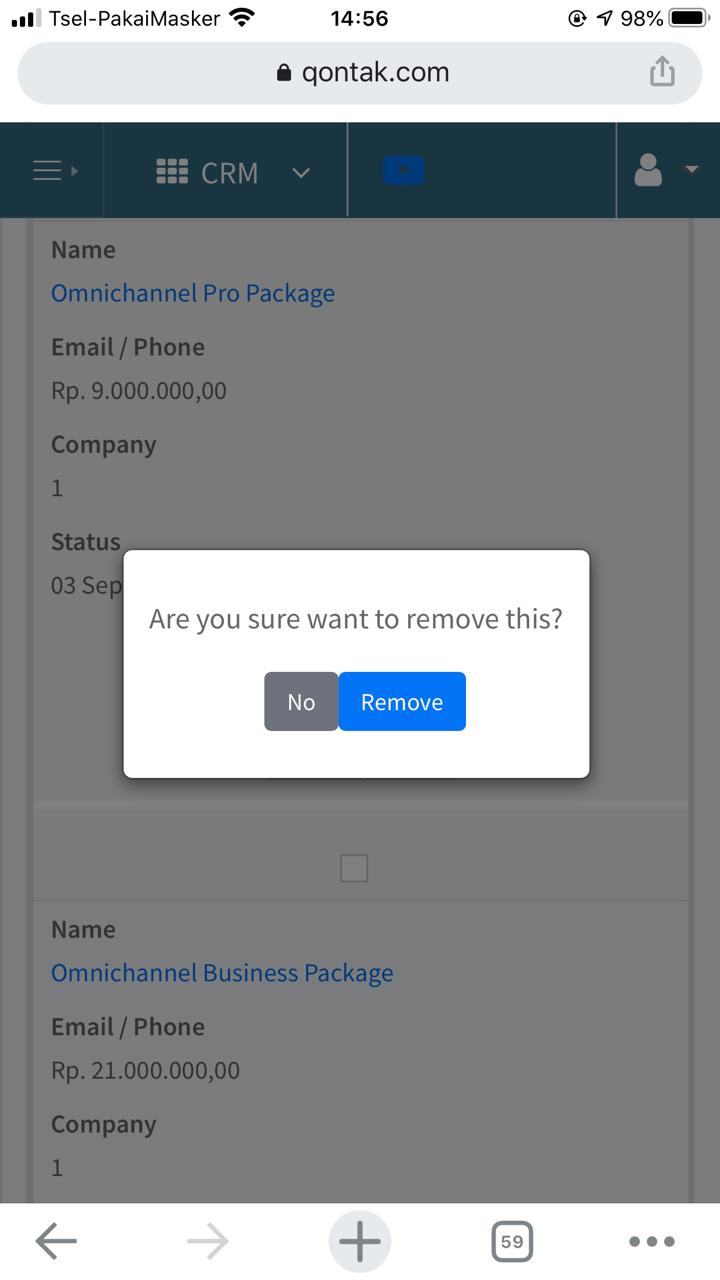 Tsel-PakaiMasker 14:56 98%
qontak.com
CRM
Name
Omnichannel Pro Package
Email / Phone
Rp. 9.000.000,00
Company
1
Status
03 Sep
Are you sure want to remove this?
No Remove
Name
Omnichannel Business Package
Email / Phone
Rp. 21.000.000,00
Company
1
59